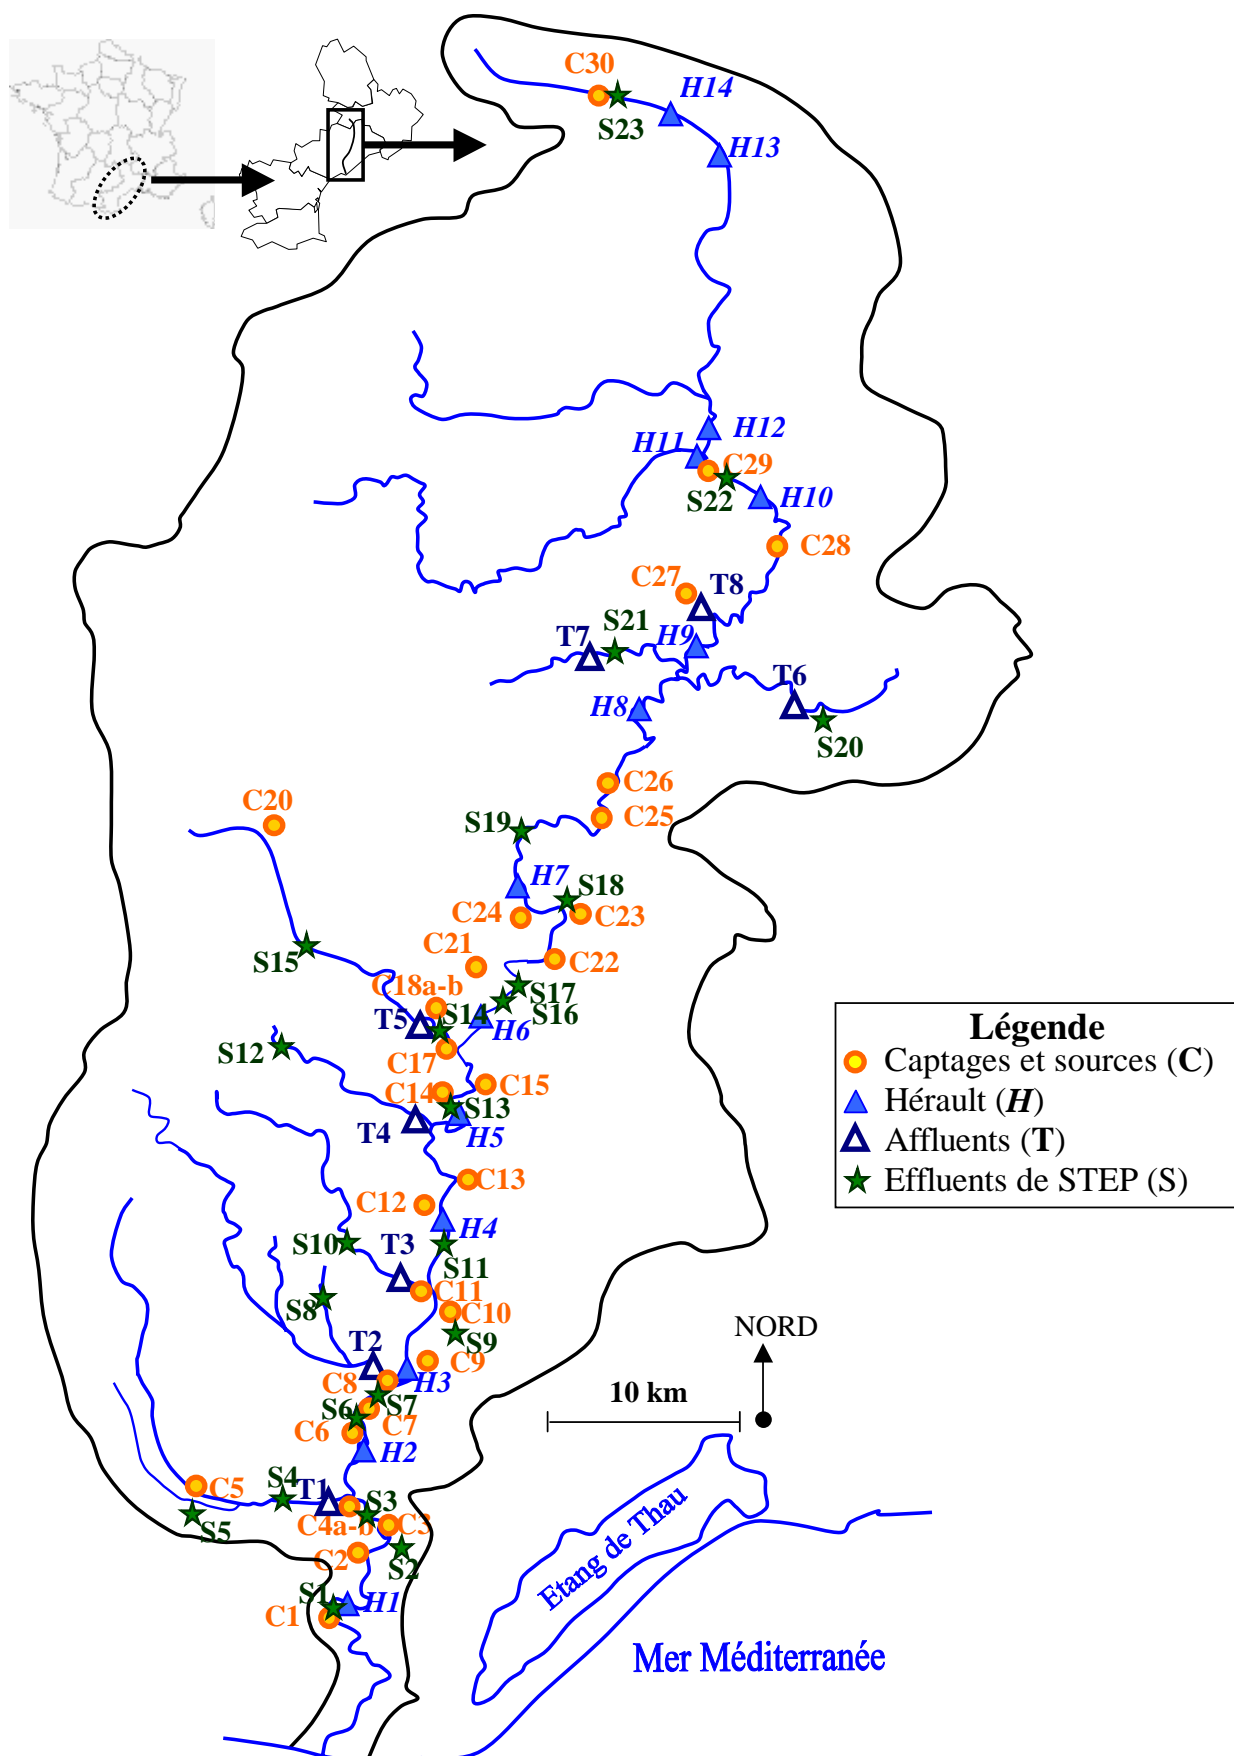 C30
H14
S23
H13
H12
H11
C29
S22
H10
C28
C27
T8
S21
T7
H9
T6
H8
S20
C26
C20
C25
S19
H7
S18
C24
C23
C21
S15
C22
C18a-b
S17
T5
S14
S16
H6
S12
C17
C15
C14
S13
T4
H5
C13
C12
H4
S10
T3
S11
C11
S8
C10
NORD
S9
T2
C9
C8
H3
10 km
S6
S7
C7
C6
H2
C5
S4
T1
S3
C4a-b
C3
S5
S2
C2
S1
H1
C1
Légende
Captages et sources (C)
Hérault (H)
Affluents (T)
Effluents de STEP (S)
Etang de Thau
Mer Méditerranée